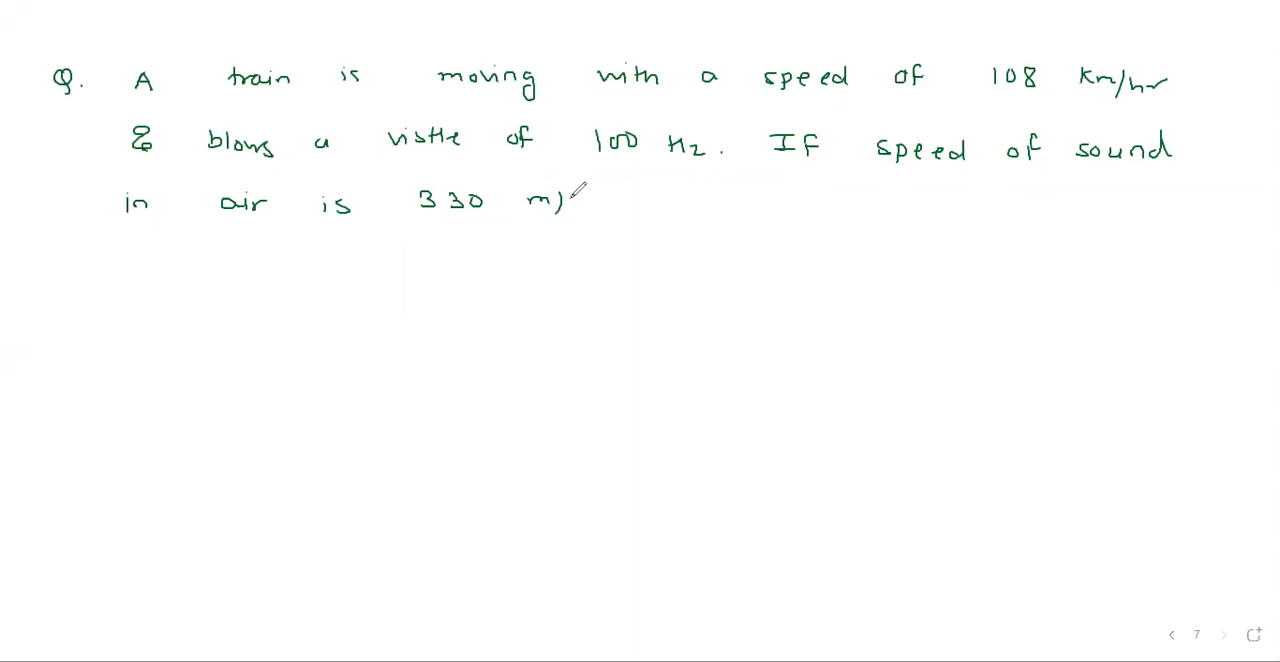 Q. A train is moving with a speed of 108 Km/hr
& blows a vistle of 100 Hz. If speed of sound
in air is 330 m/
7